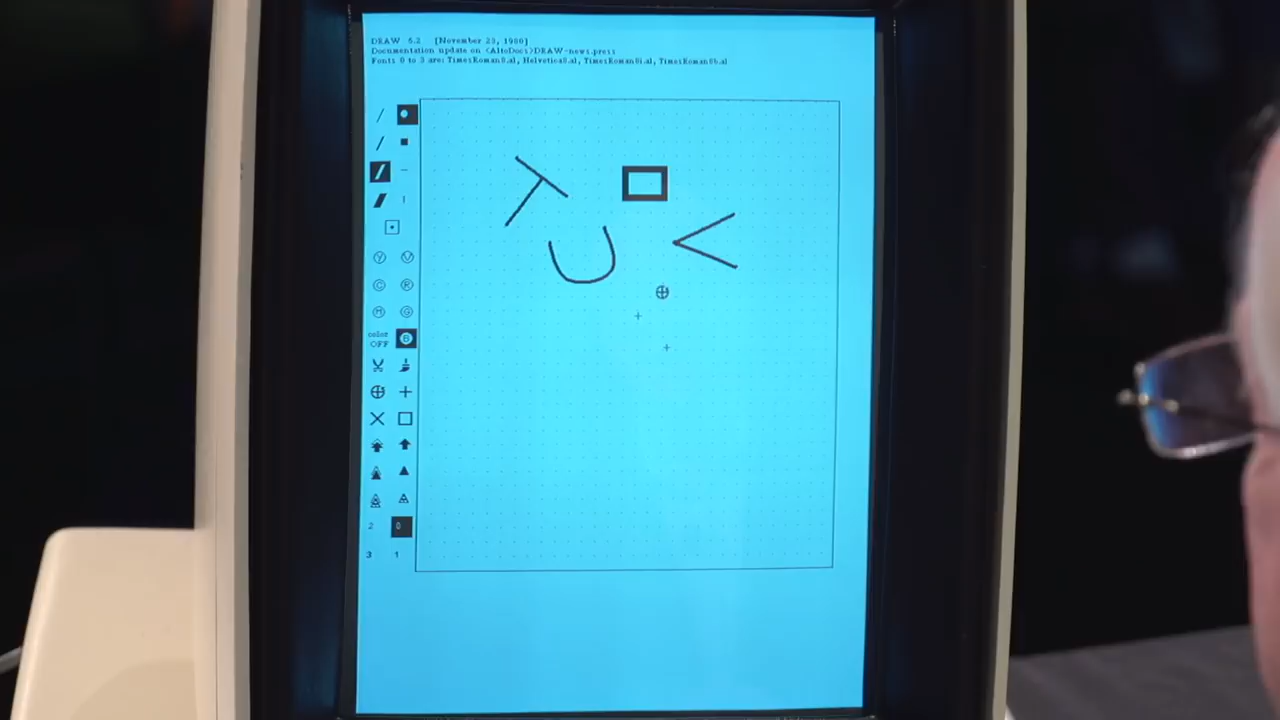 DRAW 6.2 [November 23, 1980]
Documentation update on <AltoDocs>DRAW-news.press
Fonts 0 to 3 are: TimesRoman8.al, Helvetica8.al, TimesRoman8i.al, TimesRoman8b.al
Y V
C R
M G
color
OFF B
2 0
3 1